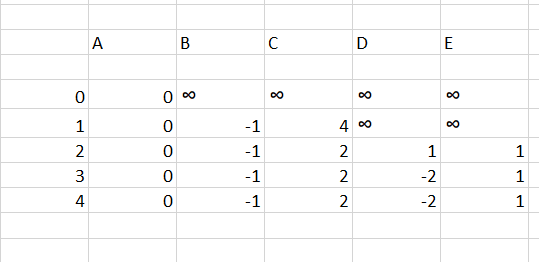 A B C D E
0 0 ∞ ∞ ∞ ∞
1 0 -1 4 ∞ ∞
2 0 -1 2 1 1
3 0 -1 2 -2 1
4 0 -1 2 -2 1